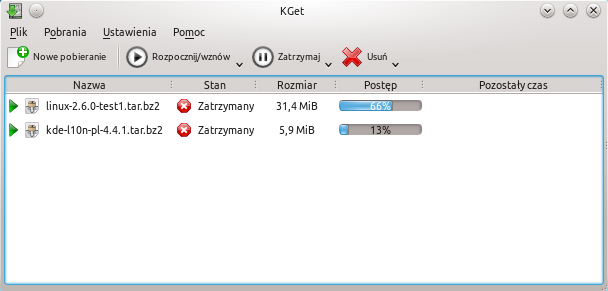 KGet
Plik Pobrania Ustawienia Pomoc
Nowe pobieranie Rozpocznij/wznów Zatrzymaj Usuń
Nazwa Stan Rozmiar Postęp Pozostały czas
linux-2.6.0-test1.tar.bz2 Zatrzymany 31,4 MiB 66%
kde-l10n-pl-4.4.1.tar.bz2 Zatrzymany 5,9 MiB 13%